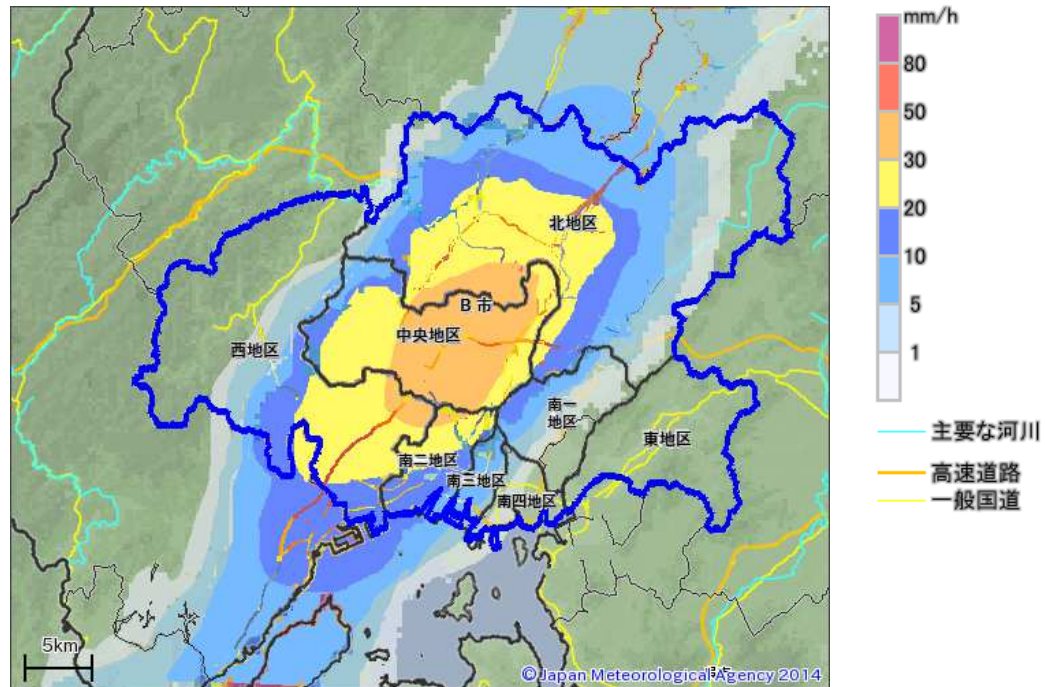 mm/h
80
50
30
20
10
5
1
主要な河川
高速道路
一般国道
北地区
B 市
中央地区
西地区
南一
地区
東地区
南二地区
南三地区
南四地区
5km
© Japan Meteorological Agency 2014